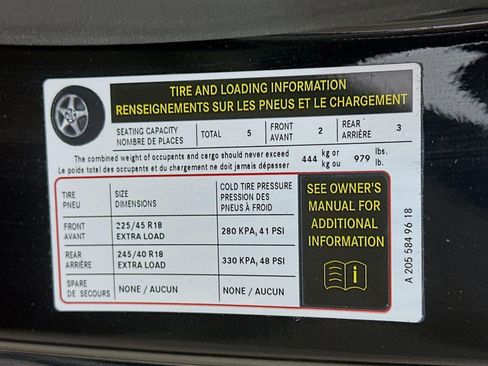 TIRE AND LOADING INFORMATION
RENSEIGNEMENTS SUR LES PNEUS ET LE CHARGEMENT
SEATING CAPACITY
NOMBRE DE PLACES
TOTAL 5
FRONT
AVANT 2
REAR
ARRIÈRE 3
The combined weight of occupants and cargo should never exceed
Le poids total des occupants et du chargement ne doit jamais dépasser
444 kg or
kg ou
979 lbs.
lb.
TIRE
PNEU
SIZE
DIMENSIONS
COLD TIRE PRESSURE
PRESSION DES
PNEUS À FROID
FRONT
AVANT
225/45 R18
EXTRA LOAD
280 KPA, 41 PSI
REAR
ARRIÈRE
245/40 R18
EXTRA LOAD
330 KPA, 48 PSI
SPARE
DE SECOURS
NONE / AUCUN
NONE / AUCUN
SEE OWNER'S
MANUAL FOR
ADDITIONAL
INFORMATION
A 205 584 96 18